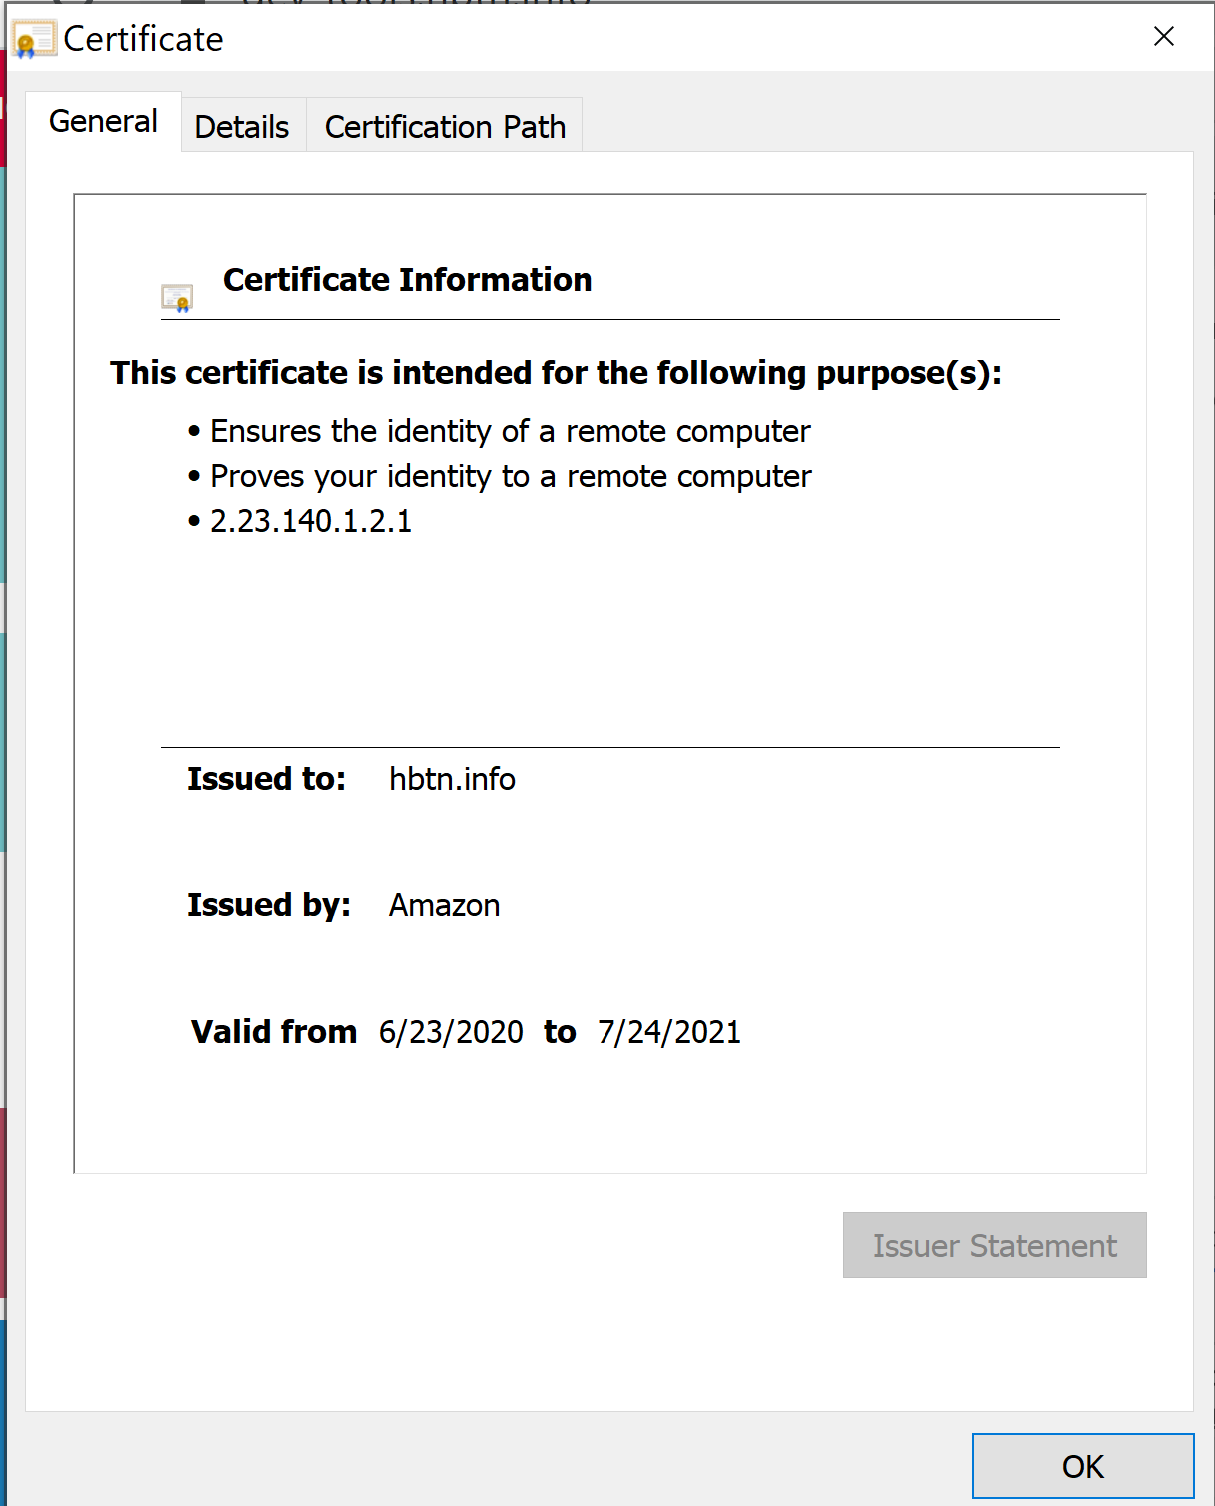 Certificate
General Details Certification Path
Certificate Information
This certificate is intended for the following purpose(s):
• Ensures the identity of a remote computer
• Proves your identity to a remote computer
• 2.23.140.1.2.1
Issued to: hbtn.info
Issued by: Amazon
Valid from 6/23/2020 to 7/24/2021
Issuer Statement
OK